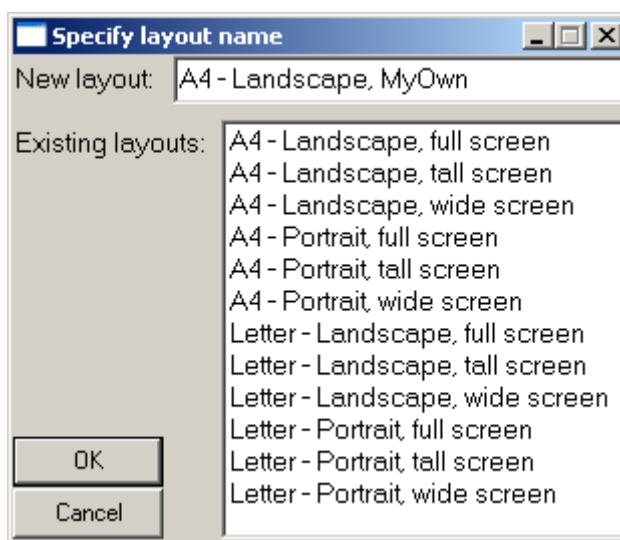 Specify layout name
New layout: A4 - Landscape, MyOwn
Existing layouts:
A4 - Landscape, full screen
A4 - Landscape, tall screen
A4 - Landscape, wide screen
A4 - Portrait, full screen
A4 - Portrait, tall screen
A4 - Portrait, wide screen
Letter - Landscape, full screen
Letter - Landscape, tall screen
Letter - Landscape, wide screen
Letter - Portrait, full screen
Letter - Portrait, tall screen
Letter - Portrait, wide screen
OK
Cancel